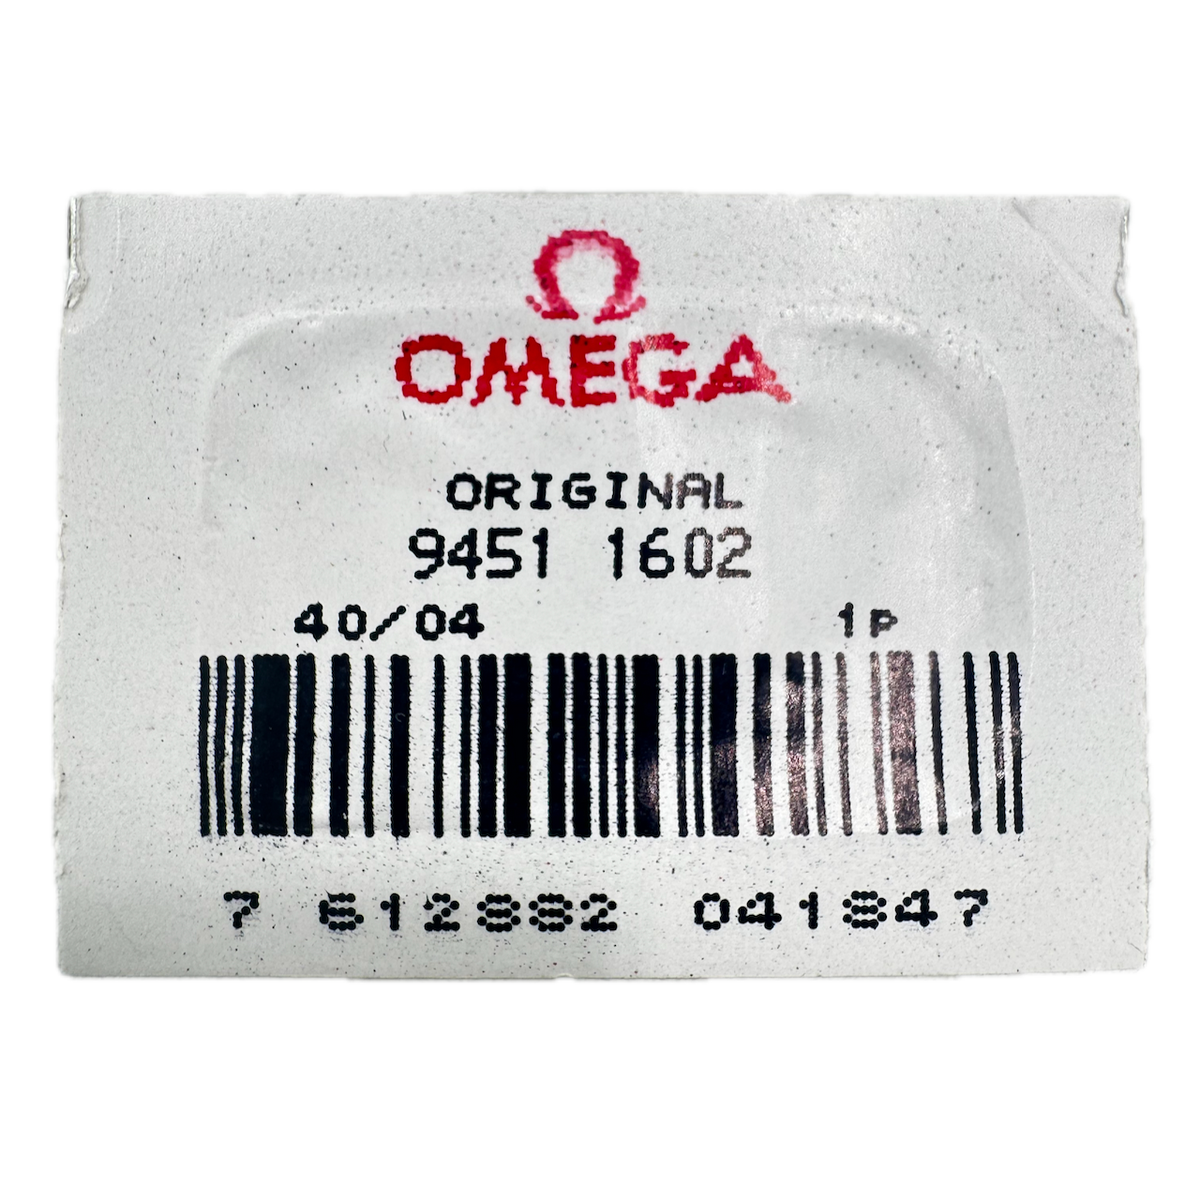 Ω
OMEGA
ORIGINAL
9451 1602
40/04 1P
7 612882 041847